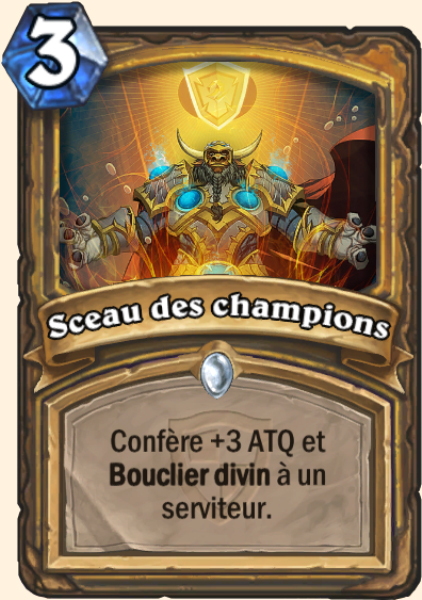 3
Sceau des champions
Confère +3 ATQ et
Bouclier divin à un
serviteur.